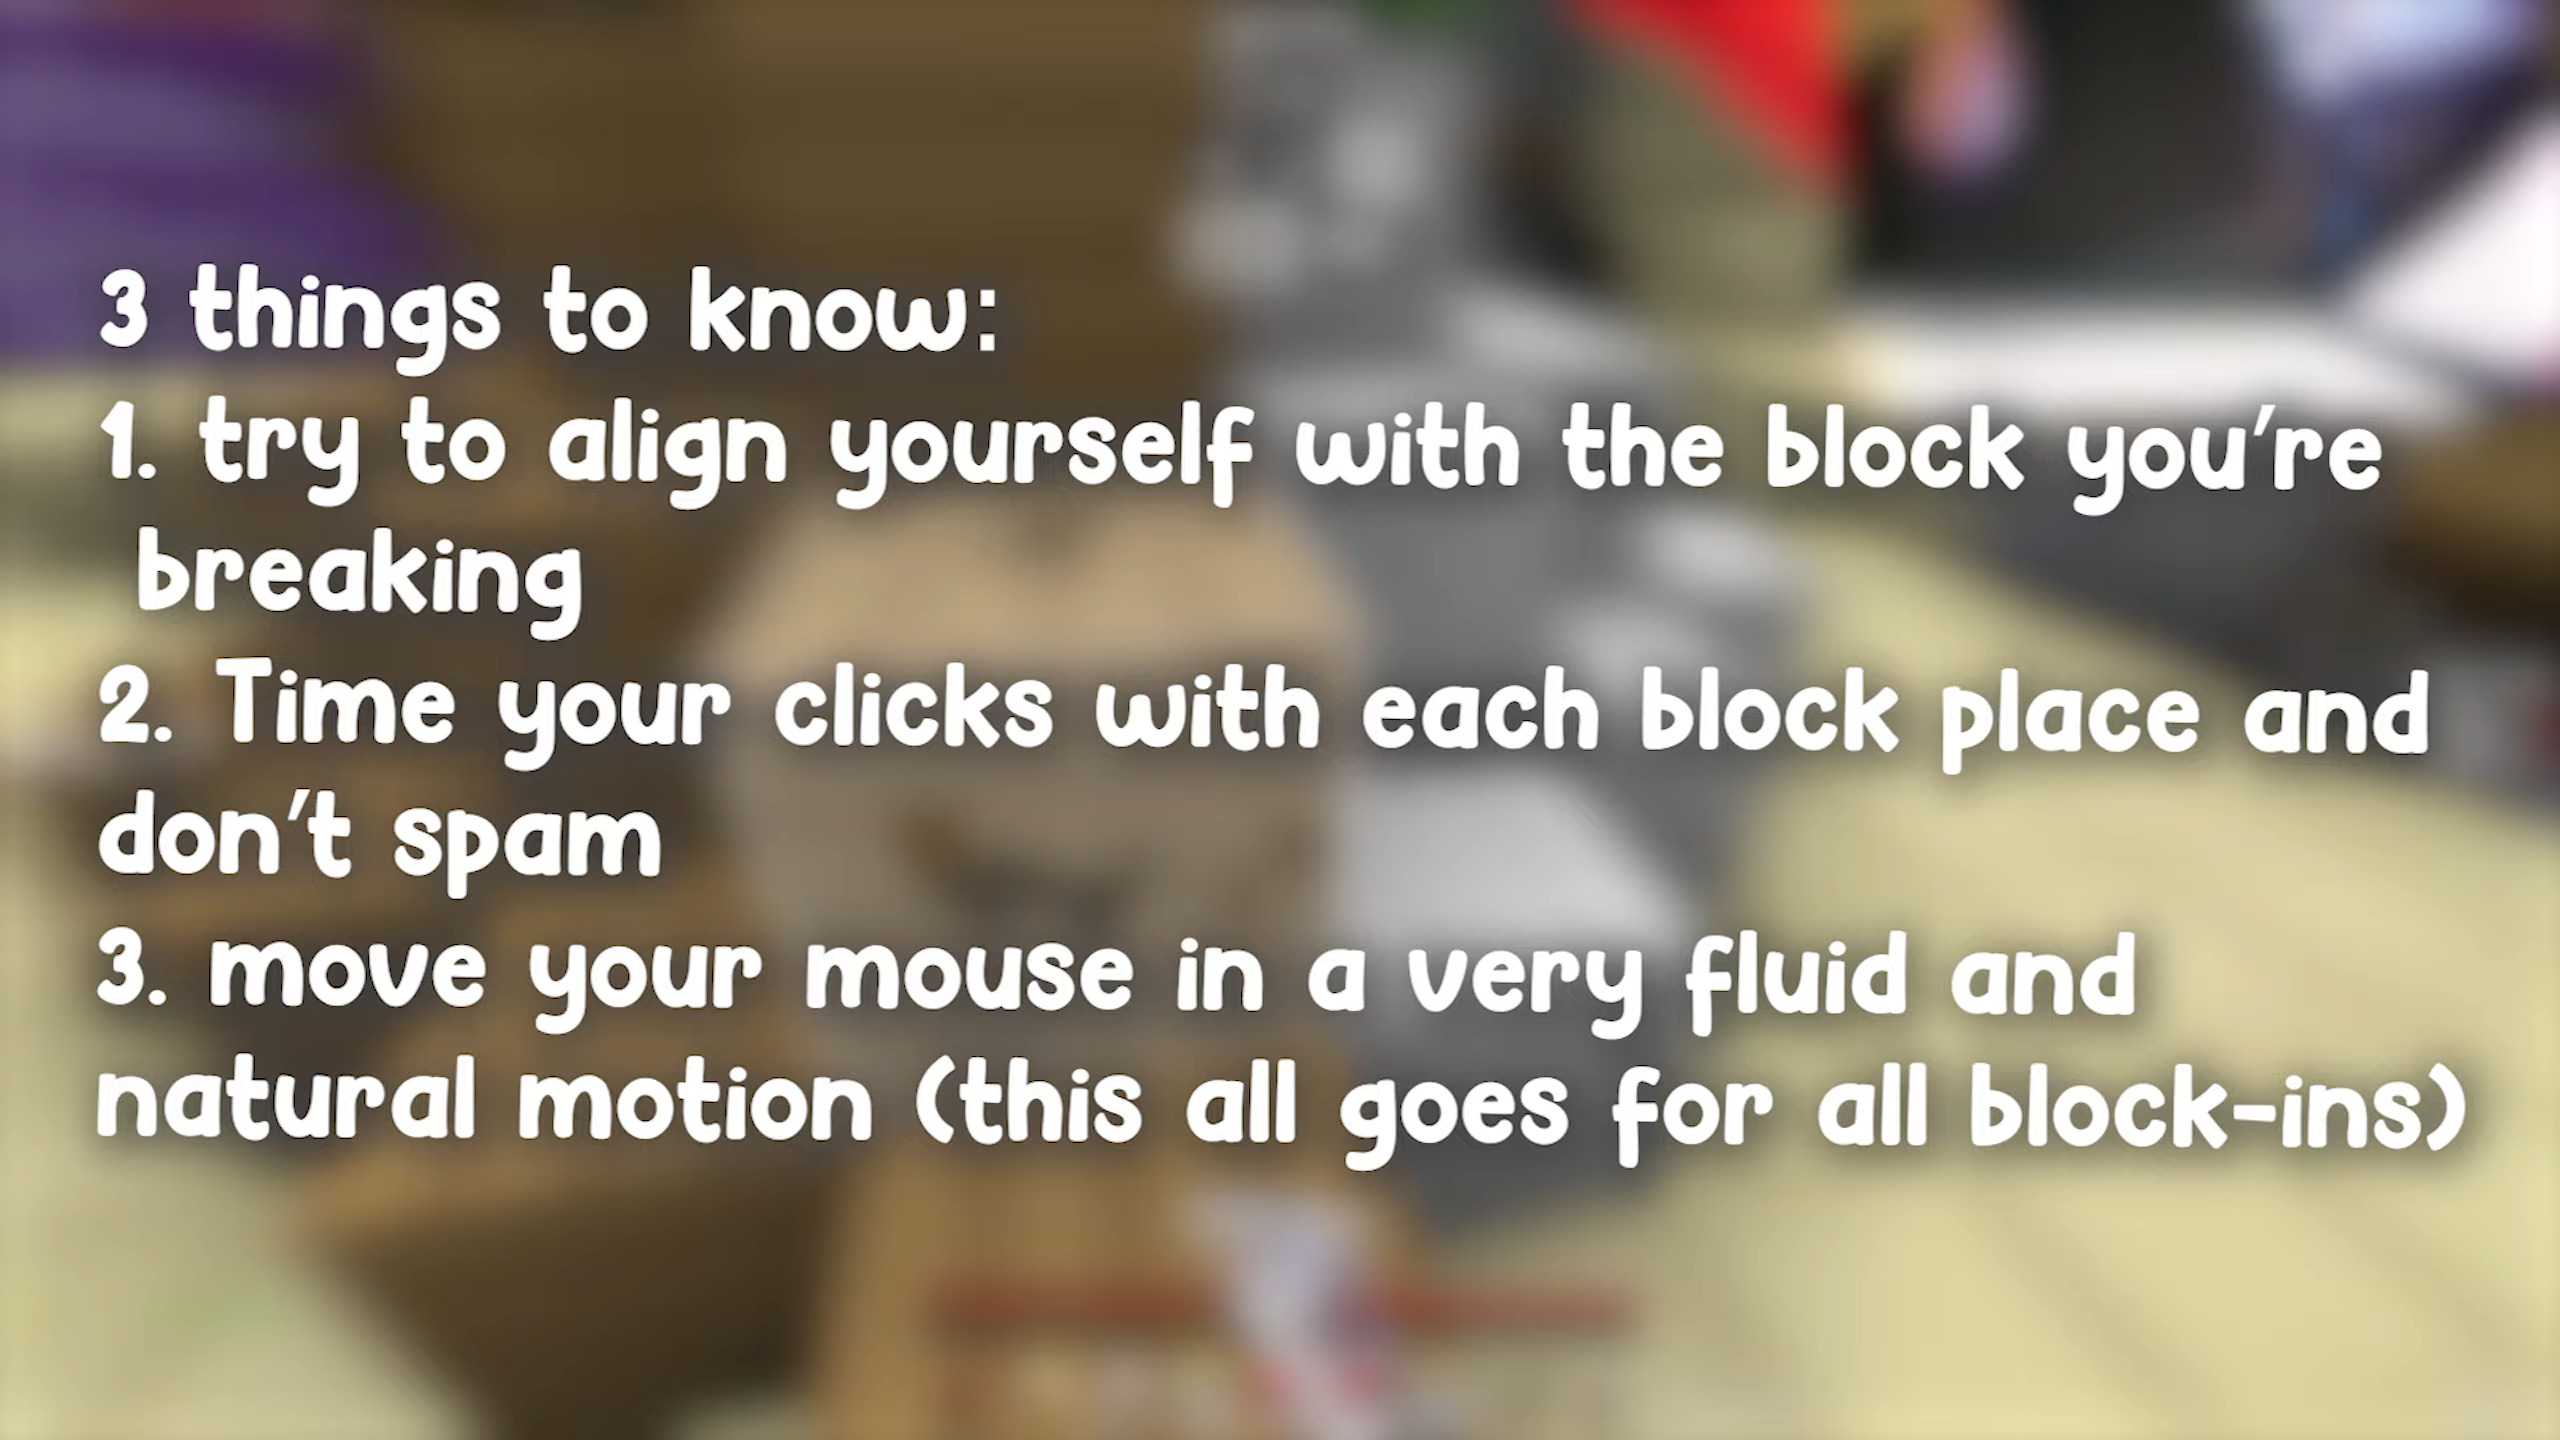 3 things to know:
1. try to align yourself with the block you're
breaking
2. Time your clicks with each block place and
don't spam
3. move your mouse in a very fluid and
natural motion (this all goes for all block-ins)